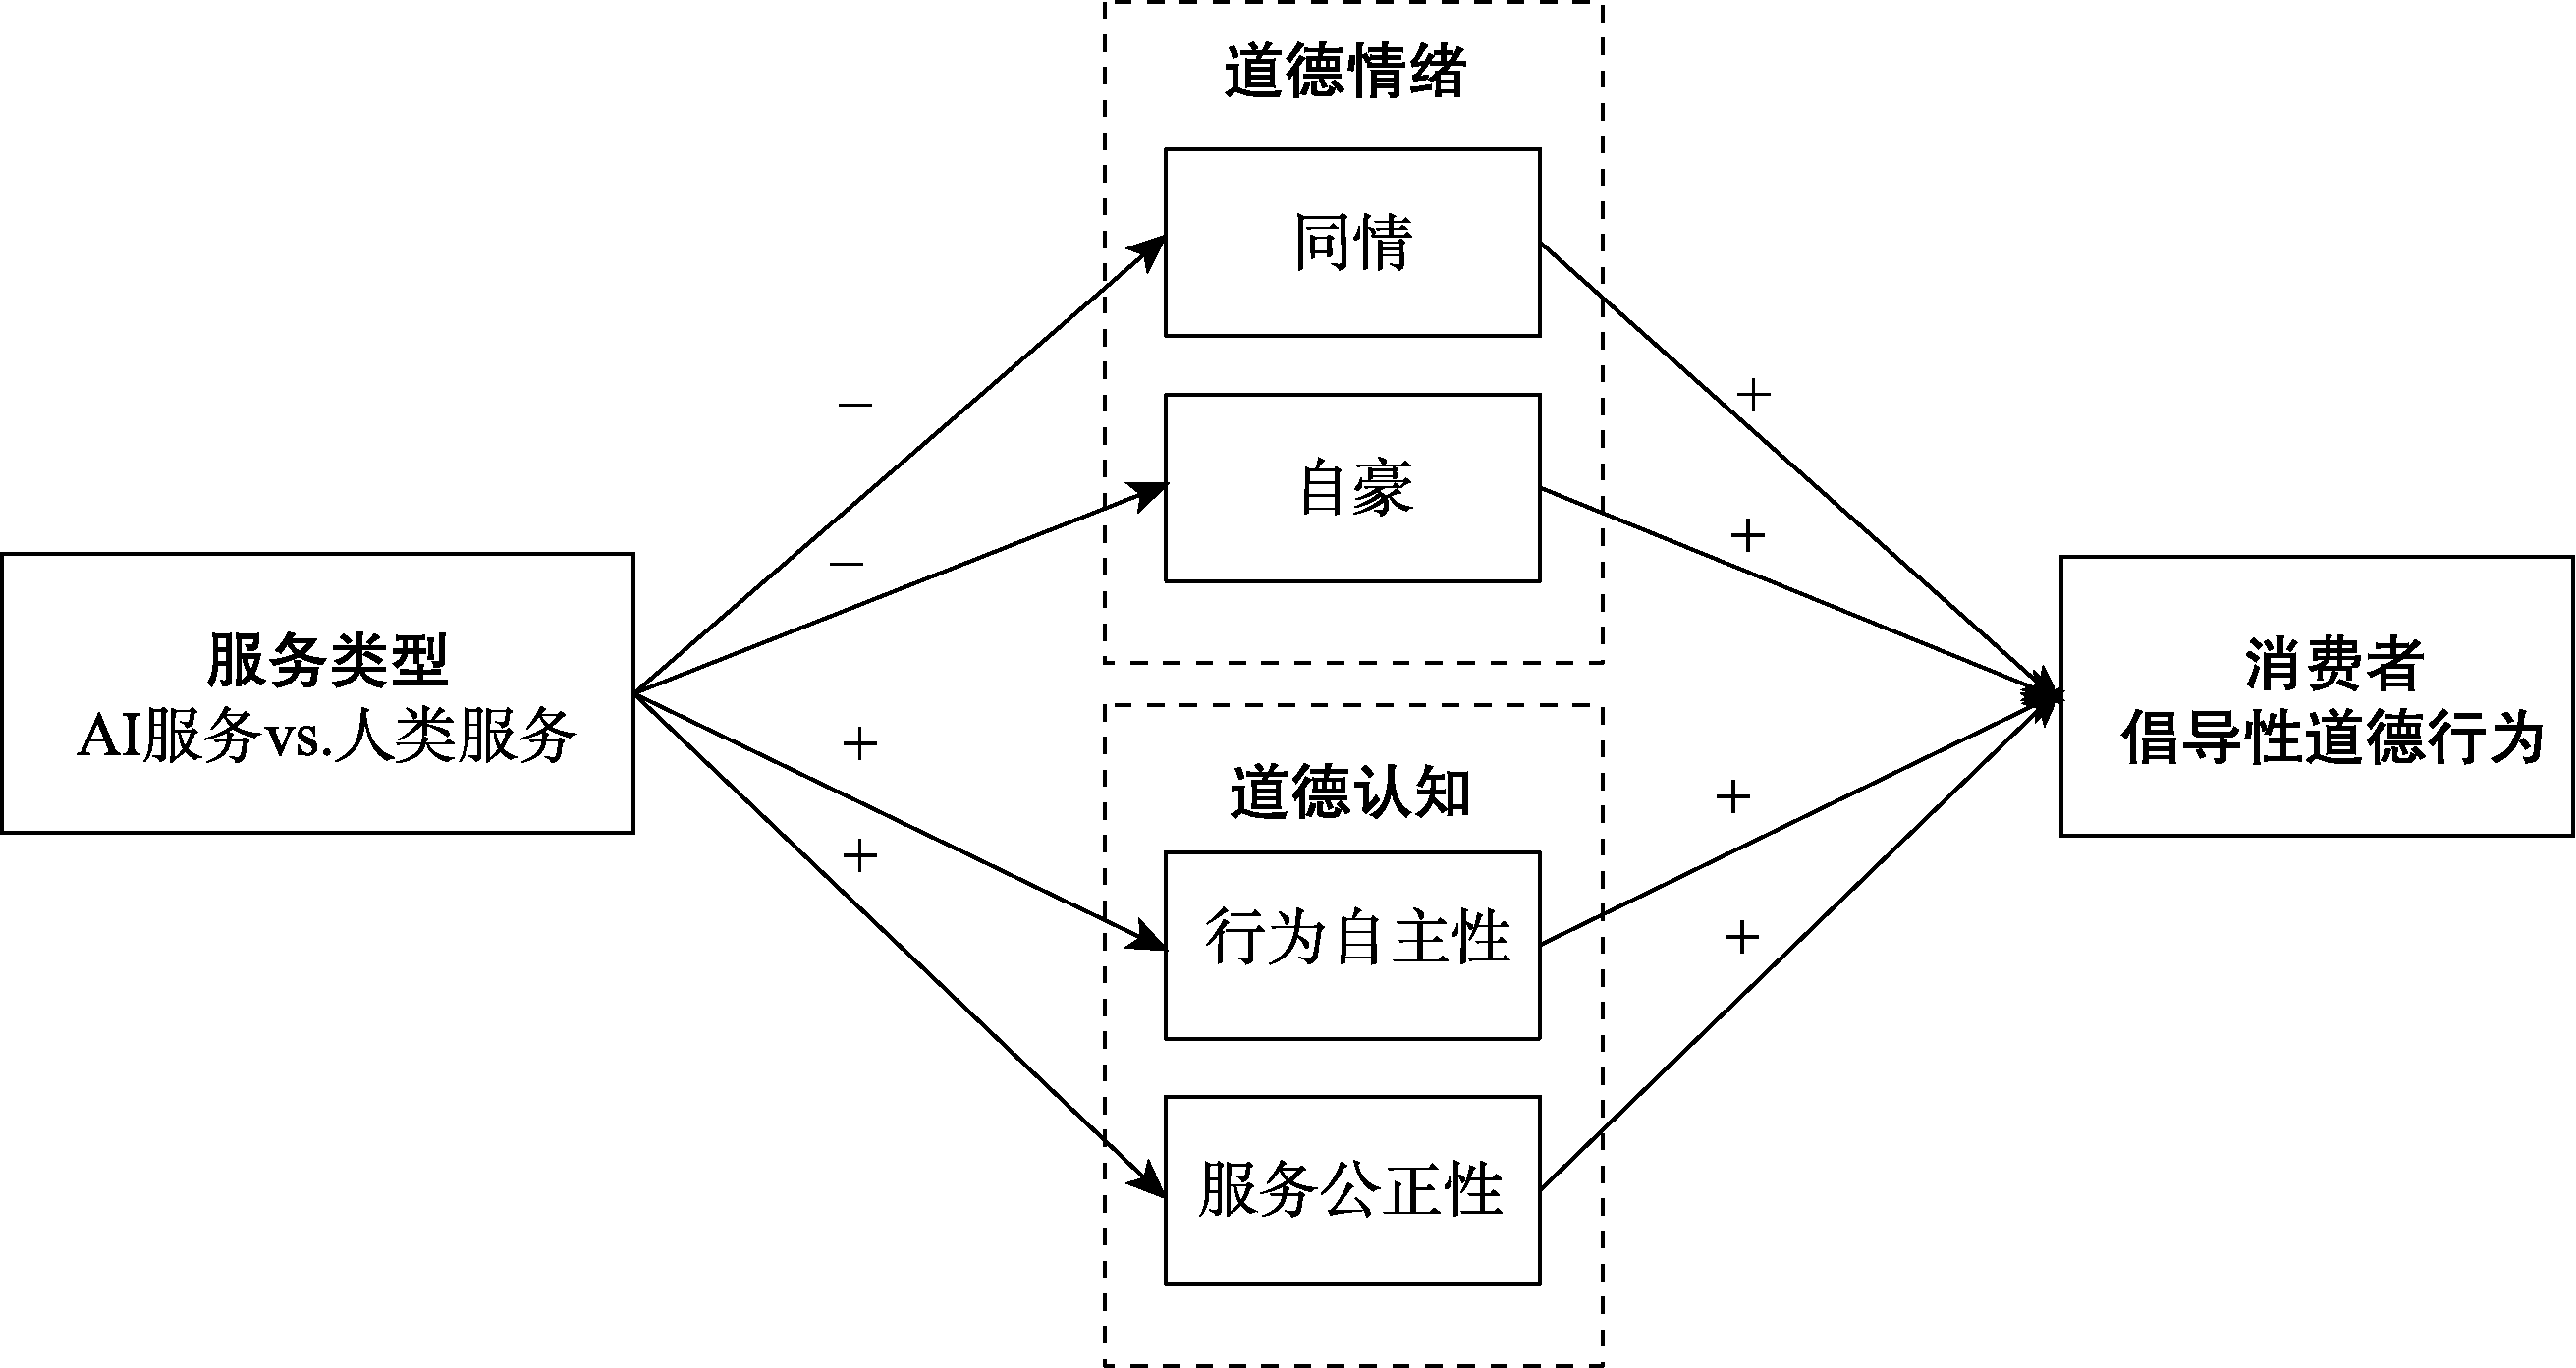 道德情绪
同情
自豪
–
–
+
+
服务类型
AI服务vs.人类服务
+
+
道德认知
行为自主性
服务公正性
+
+
消费者
倡导性道德行为